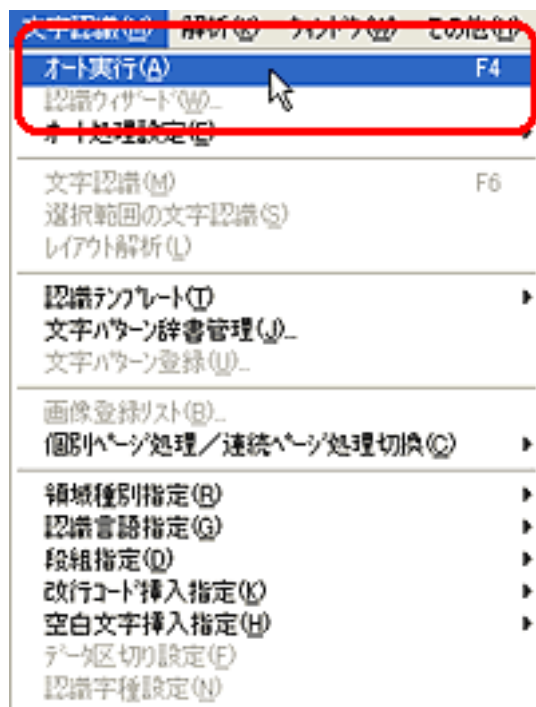 文字認識(M) 解析(K) ウィンドウ(W) その他(H)
オート実行(A) F4
認識ウィザード(W)...
オート処理設定(E)
文字認識(M) F6
選択範囲の文字認識(S)
レイアウト解析(L)
認識テンプレート(T)
文字パターン辞書管理(J)...
文字パターン登録(U)...
画像登録リスト(B)...
個別ページ処理／連続ページ処理切換(C)
領域種別指定(R)
認識言語指定(G)
段組指定(D)
改行コード挿入指定(K)
空白文字挿入指定(H)
データ区切り設定(F)
認識字種設定(N)